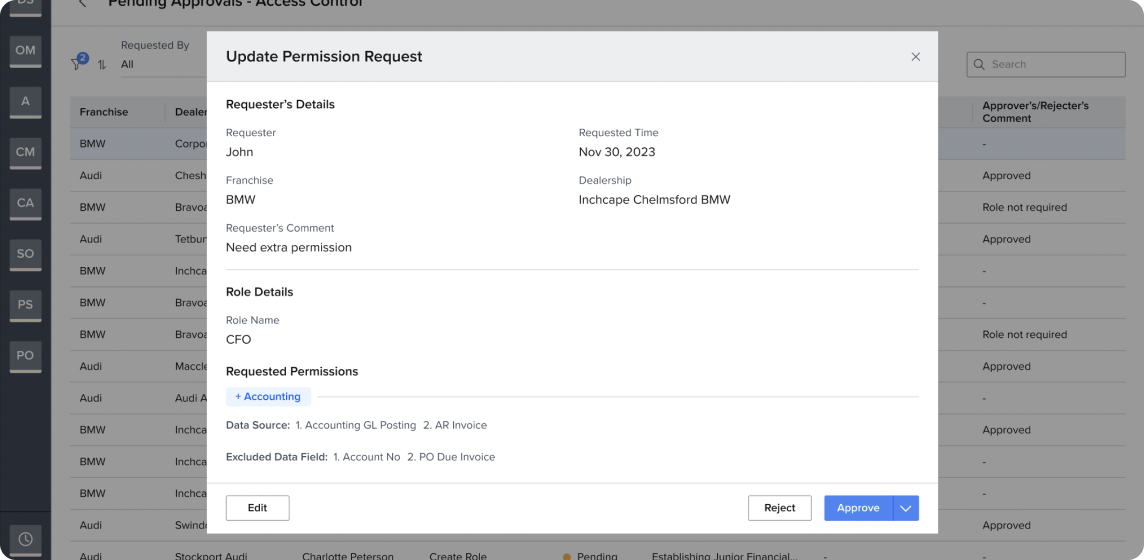 DS
Pending Approvals - Access Control
OM
2
Requested By
All
Search
A
CM
CA
SO
PS
PO
Update Permission Request
Requester's Details
Requester
John
Requested Time
Nov 30, 2023
Franchise
BMW
Dealership
Inchcape Chelmsford BMW
Requester's Comment
Need extra permission
Role Details
Role Name
CFO
Requested Permissions
+ Accounting
Data Source: 1. Accounting GL Posting 2. AR Invoice
Excluded Data Field: 1. Account No 2. PO Due Invoice
Edit
Reject
Approve
Franchise Dealer Approver's/Rejecter's
Comment
BMW Corpo -
Audi Chesh Approved
BMW Bravoa Role not required
Audi Tetbur Approved
BMW Inchca -
BMW Bravoa -
BMW Bravoa Role not required
Audi Maccle Approved
Audi Audi A -
BMW Inchca Approved
BMW Inchca -
BMW Inchca -
Audi Swind Approved
Audi Stockport Audi Charlotte Peterson Create Role Pending Establishing Junior Financial... - -